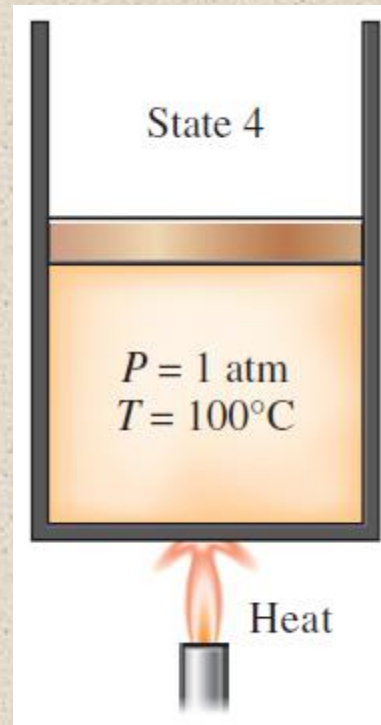 State 4
P = 1 atm
T = 100°C
Heat